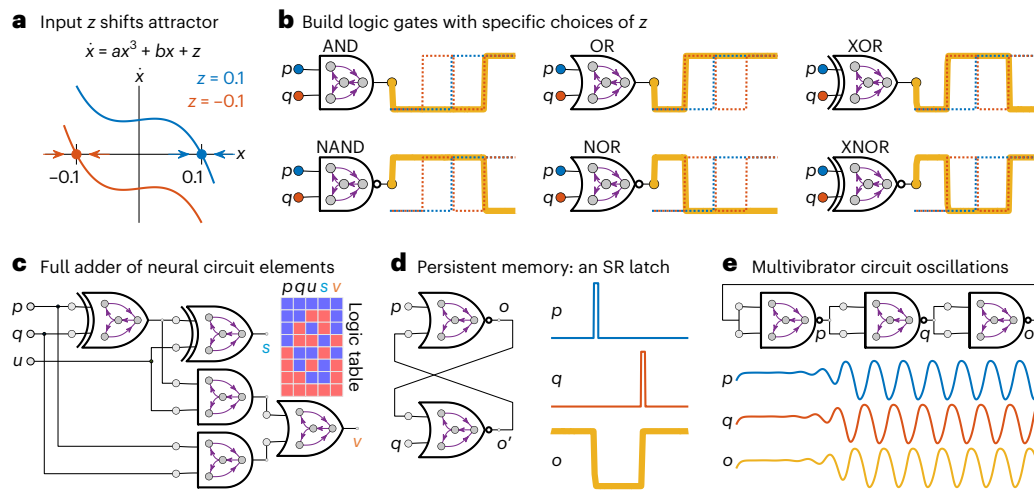 a Input z shifts attractor
ẋ = ax³ + bx + z
ẋ
z = 0.1
z = −0.1
x
−0.1
0.1
b Build logic gates with specific choices of z
AND
p
q
OR
p
q
XOR
p
q
NAND
p
q
NOR
p
q
XNOR
p
q
c Full adder of neural circuit elements
p
q
u
s
v
p q u s v
Logic table
d Persistent memory: an SR latch
p
o
q
o′
p
q
o
e Multivibrator circuit oscillations
p
q
o
p
q
o